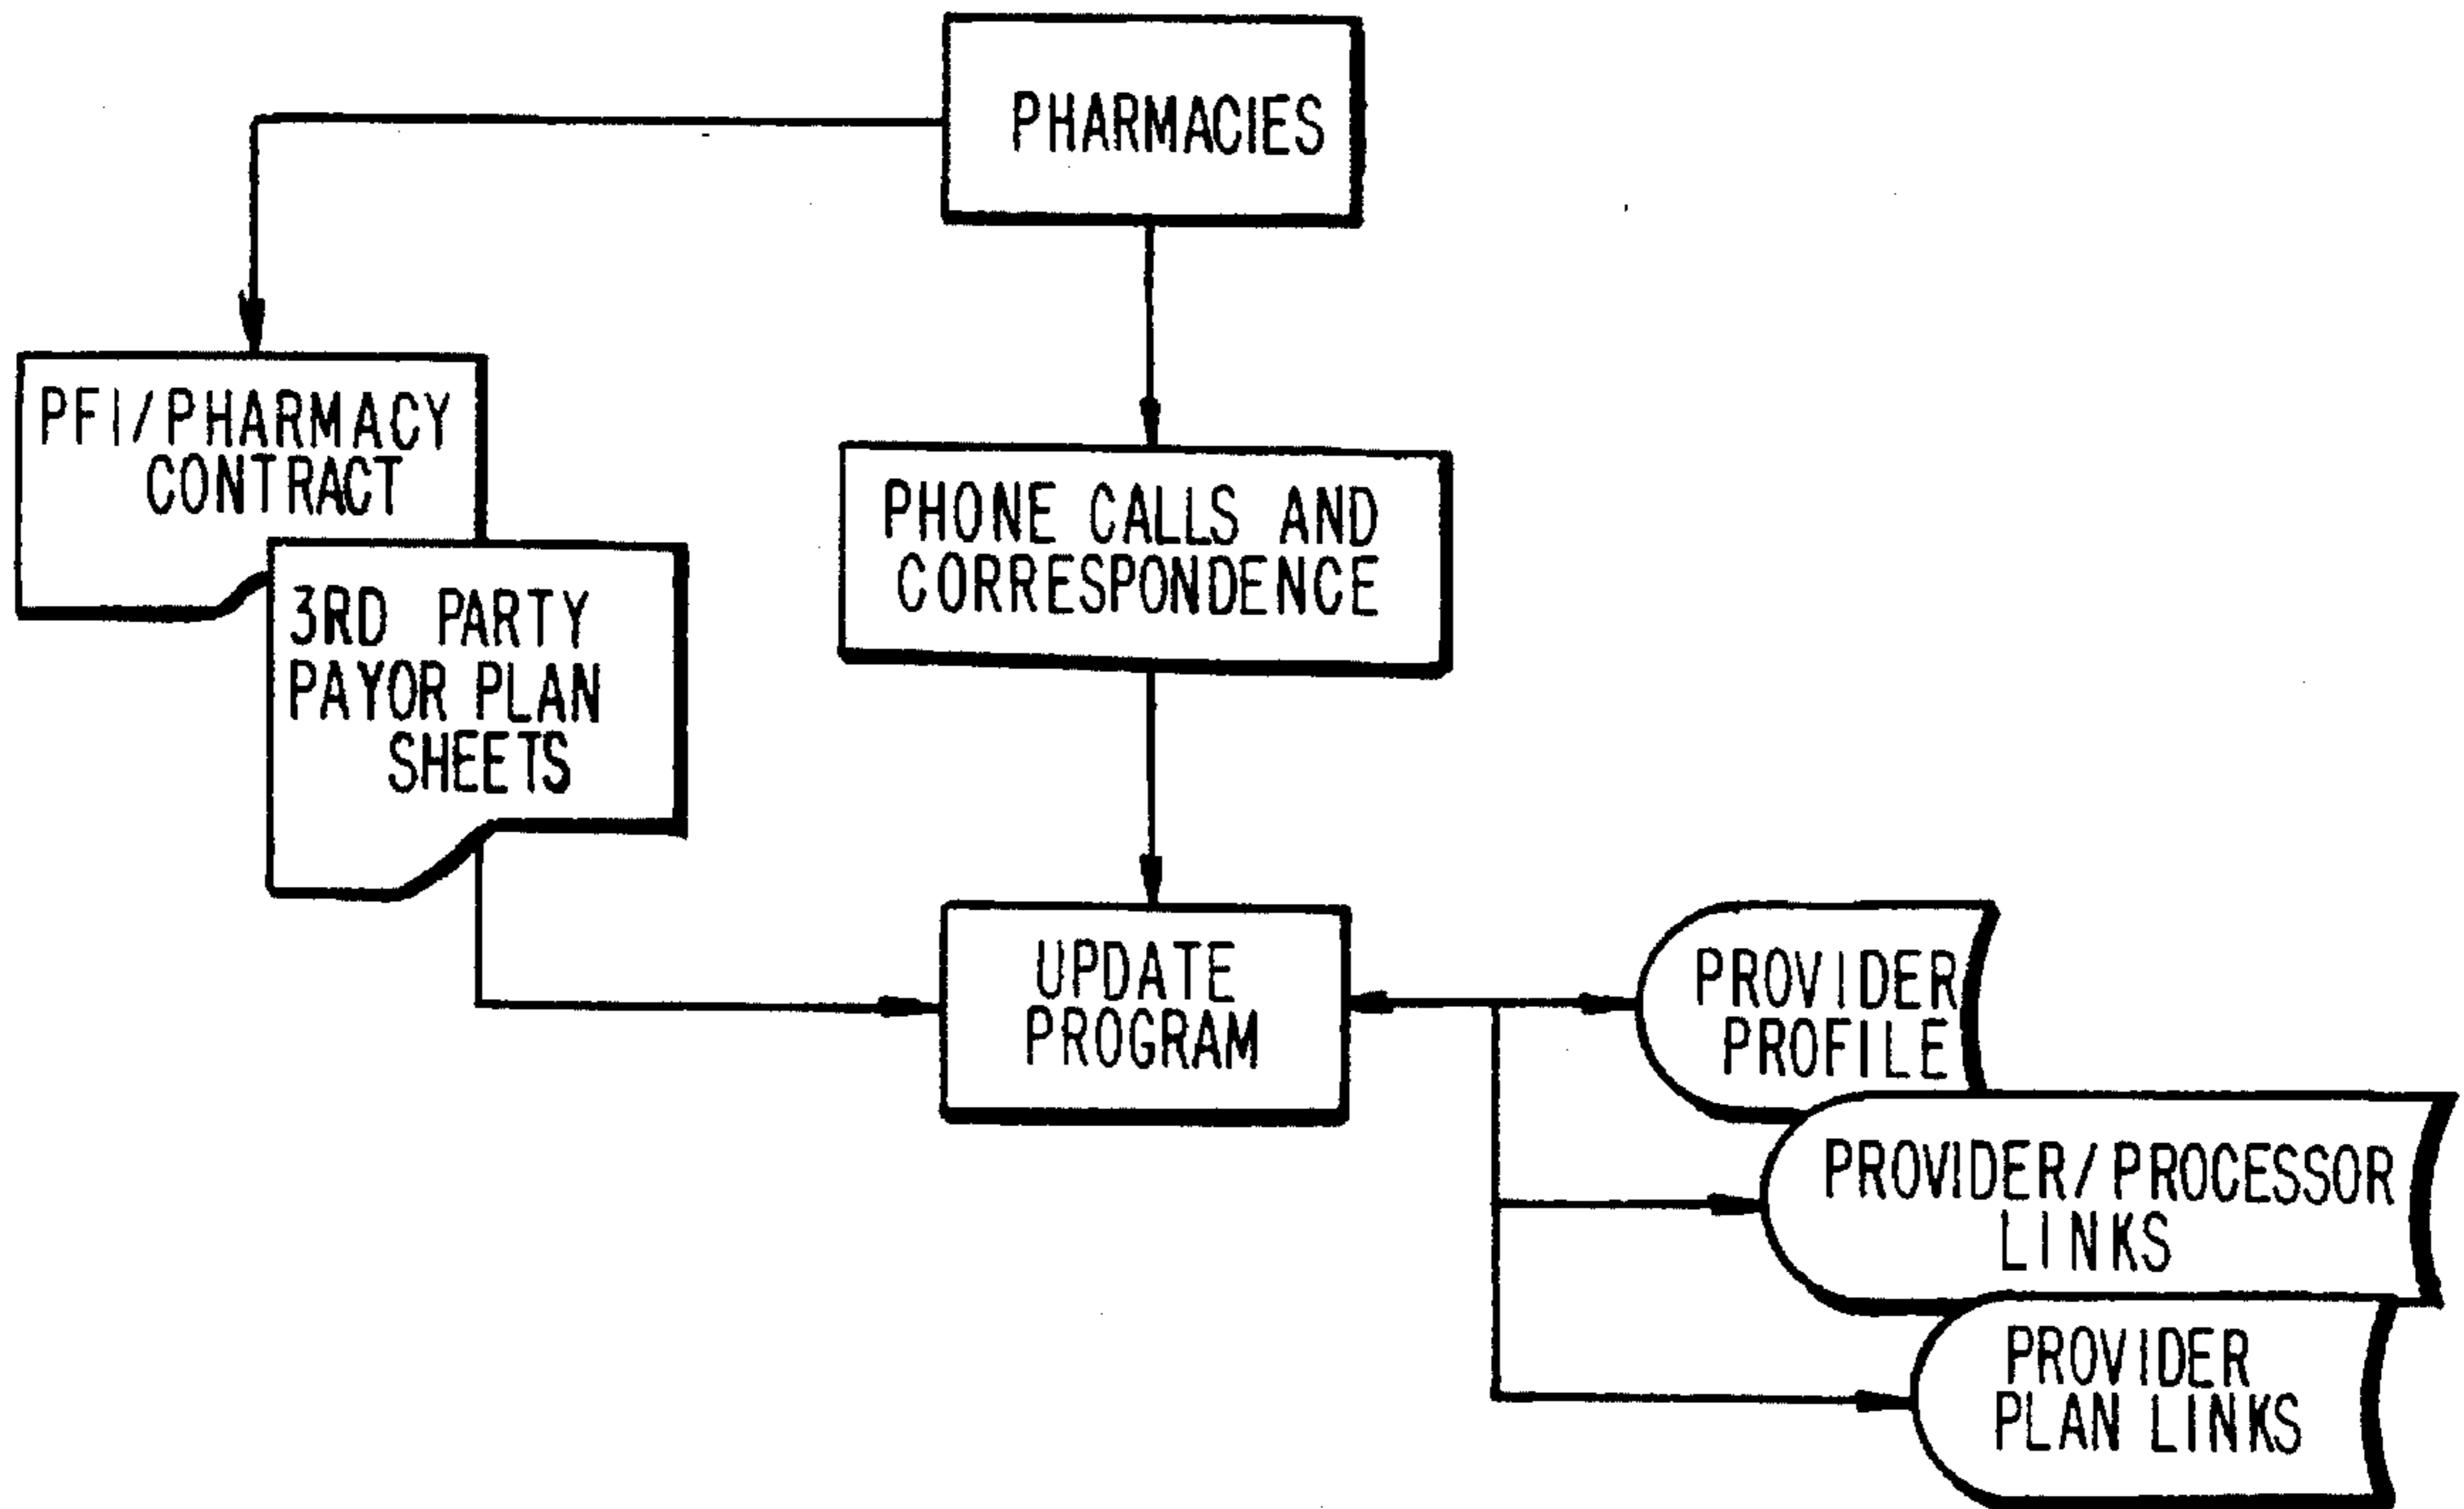 PHARMACIES
PFI/PHARMACY
CONTRACT
3RD PARTY
PAYOR PLAN
SHEETS
PHONE CALLS AND
CORRESPONDENCE
UPDATE
PROGRAM
PROVIDER
PROFILE
PROVIDER/PROCESSOR
LINKS
PROVIDER
PLAN LINKS